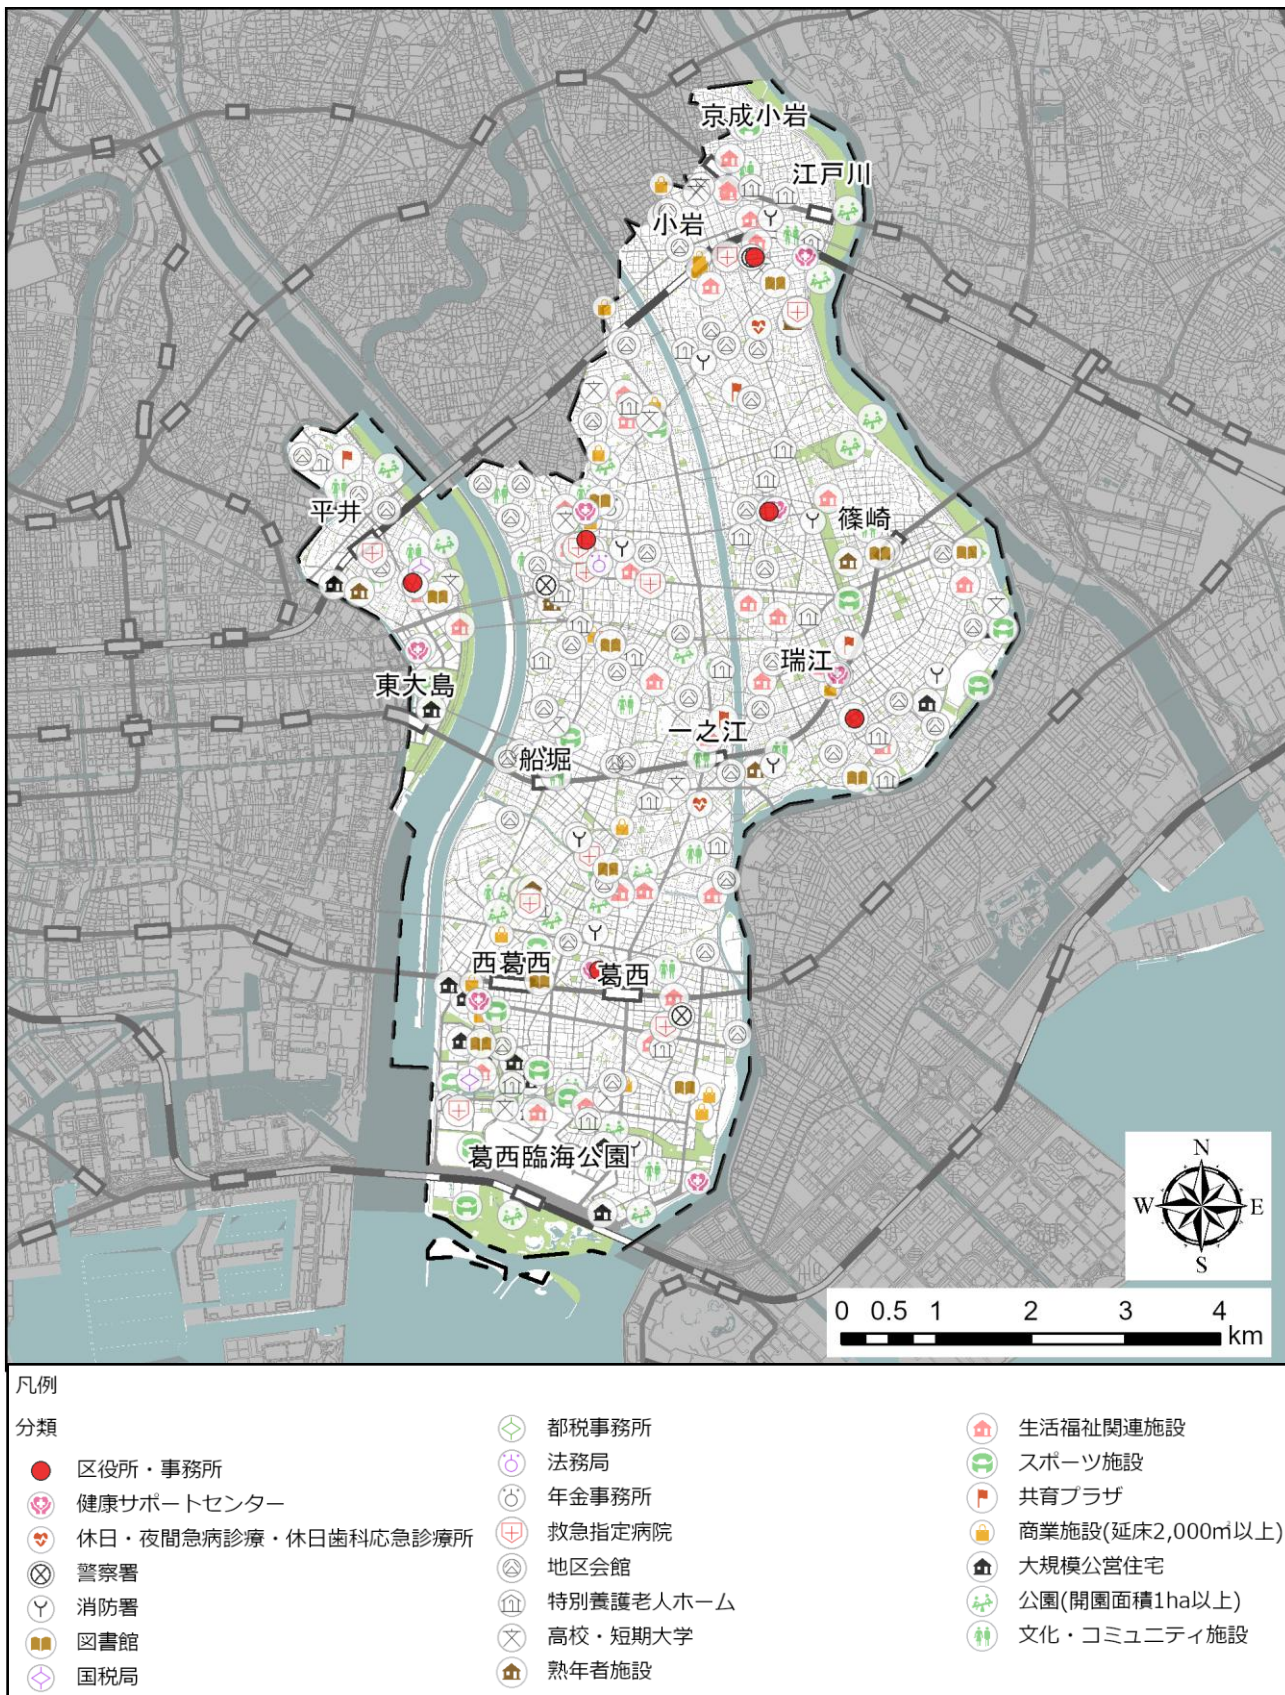 京成小岩
江戸川
小岩
平井
篠崎
瑞江
東大島
一之江
船堀
西葛西
葛西
葛西臨海公園
N
W
E
S
0 0.5 1 2 3 4
km
凡例
分類
区役所・事務所
健康サポートセンター
休日・夜間急病診療・休日歯科応急診療所
警察署
消防署
図書館
国税局
都税事務所
法務局
年金事務所
救急指定病院
地区会館
特別養護老人ホーム
高校・短期大学
熟年者施設
生活福祉関連施設
スポーツ施設
共育プラザ
商業施設(延床2,000㎡以上)
大規模公営住宅
公園(開園面積1ha以上)
文化・コミュニティ施設